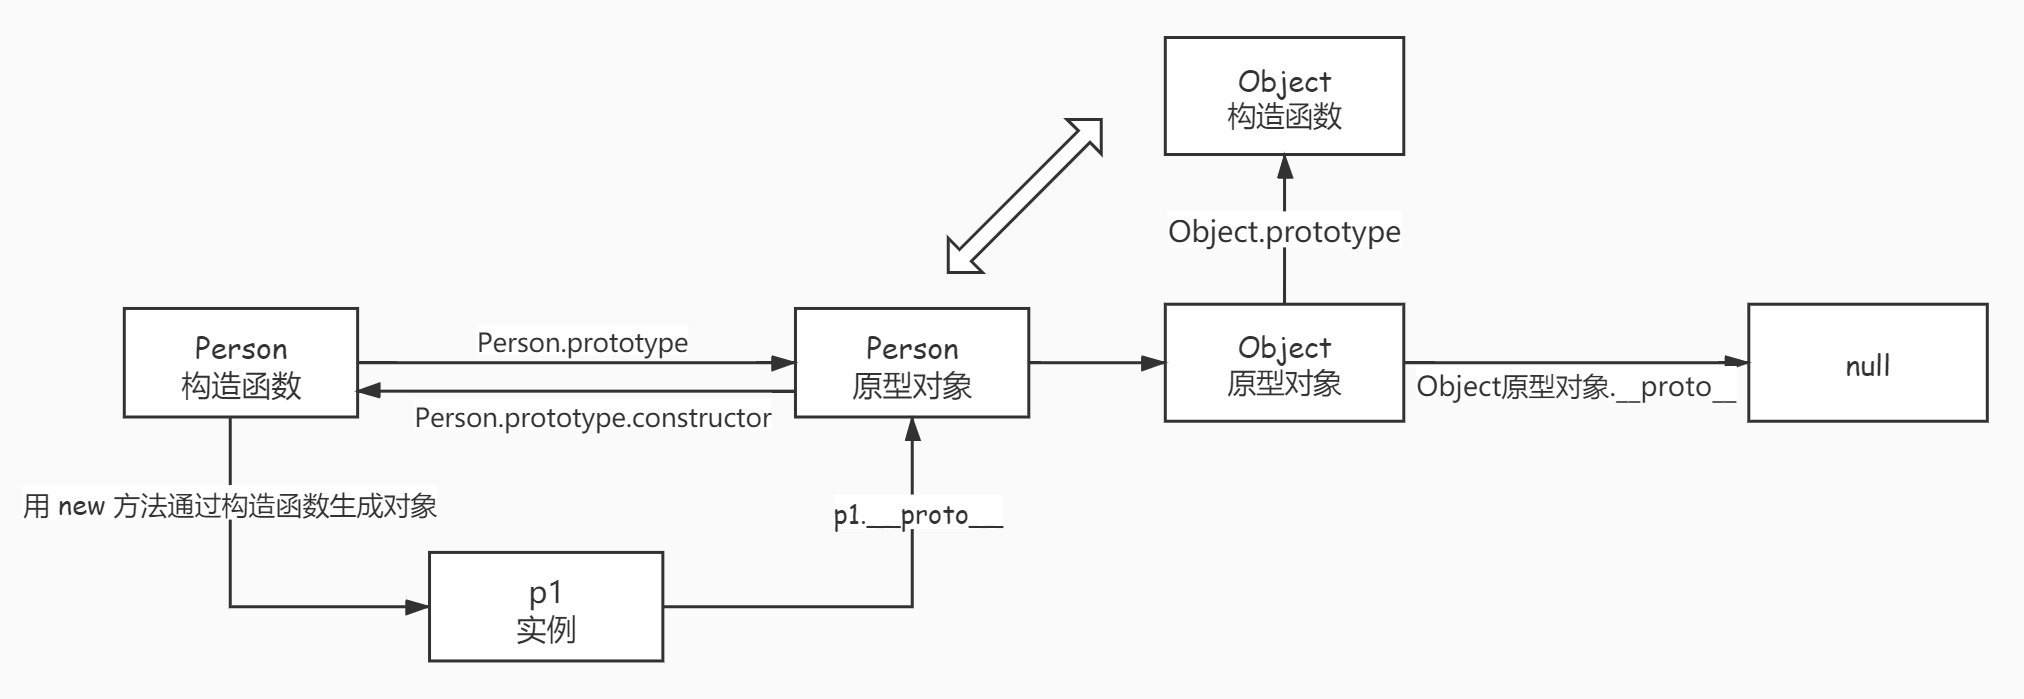 Object
构造函数
Object.prototype
Person
构造函数
Person.prototype
Person.prototype.constructor
Person
原型对象
Object
原型对象
Object原型对象.__proto__
null
用 new 方法通过构造函数生成对象
p1.__proto__
p1
实例